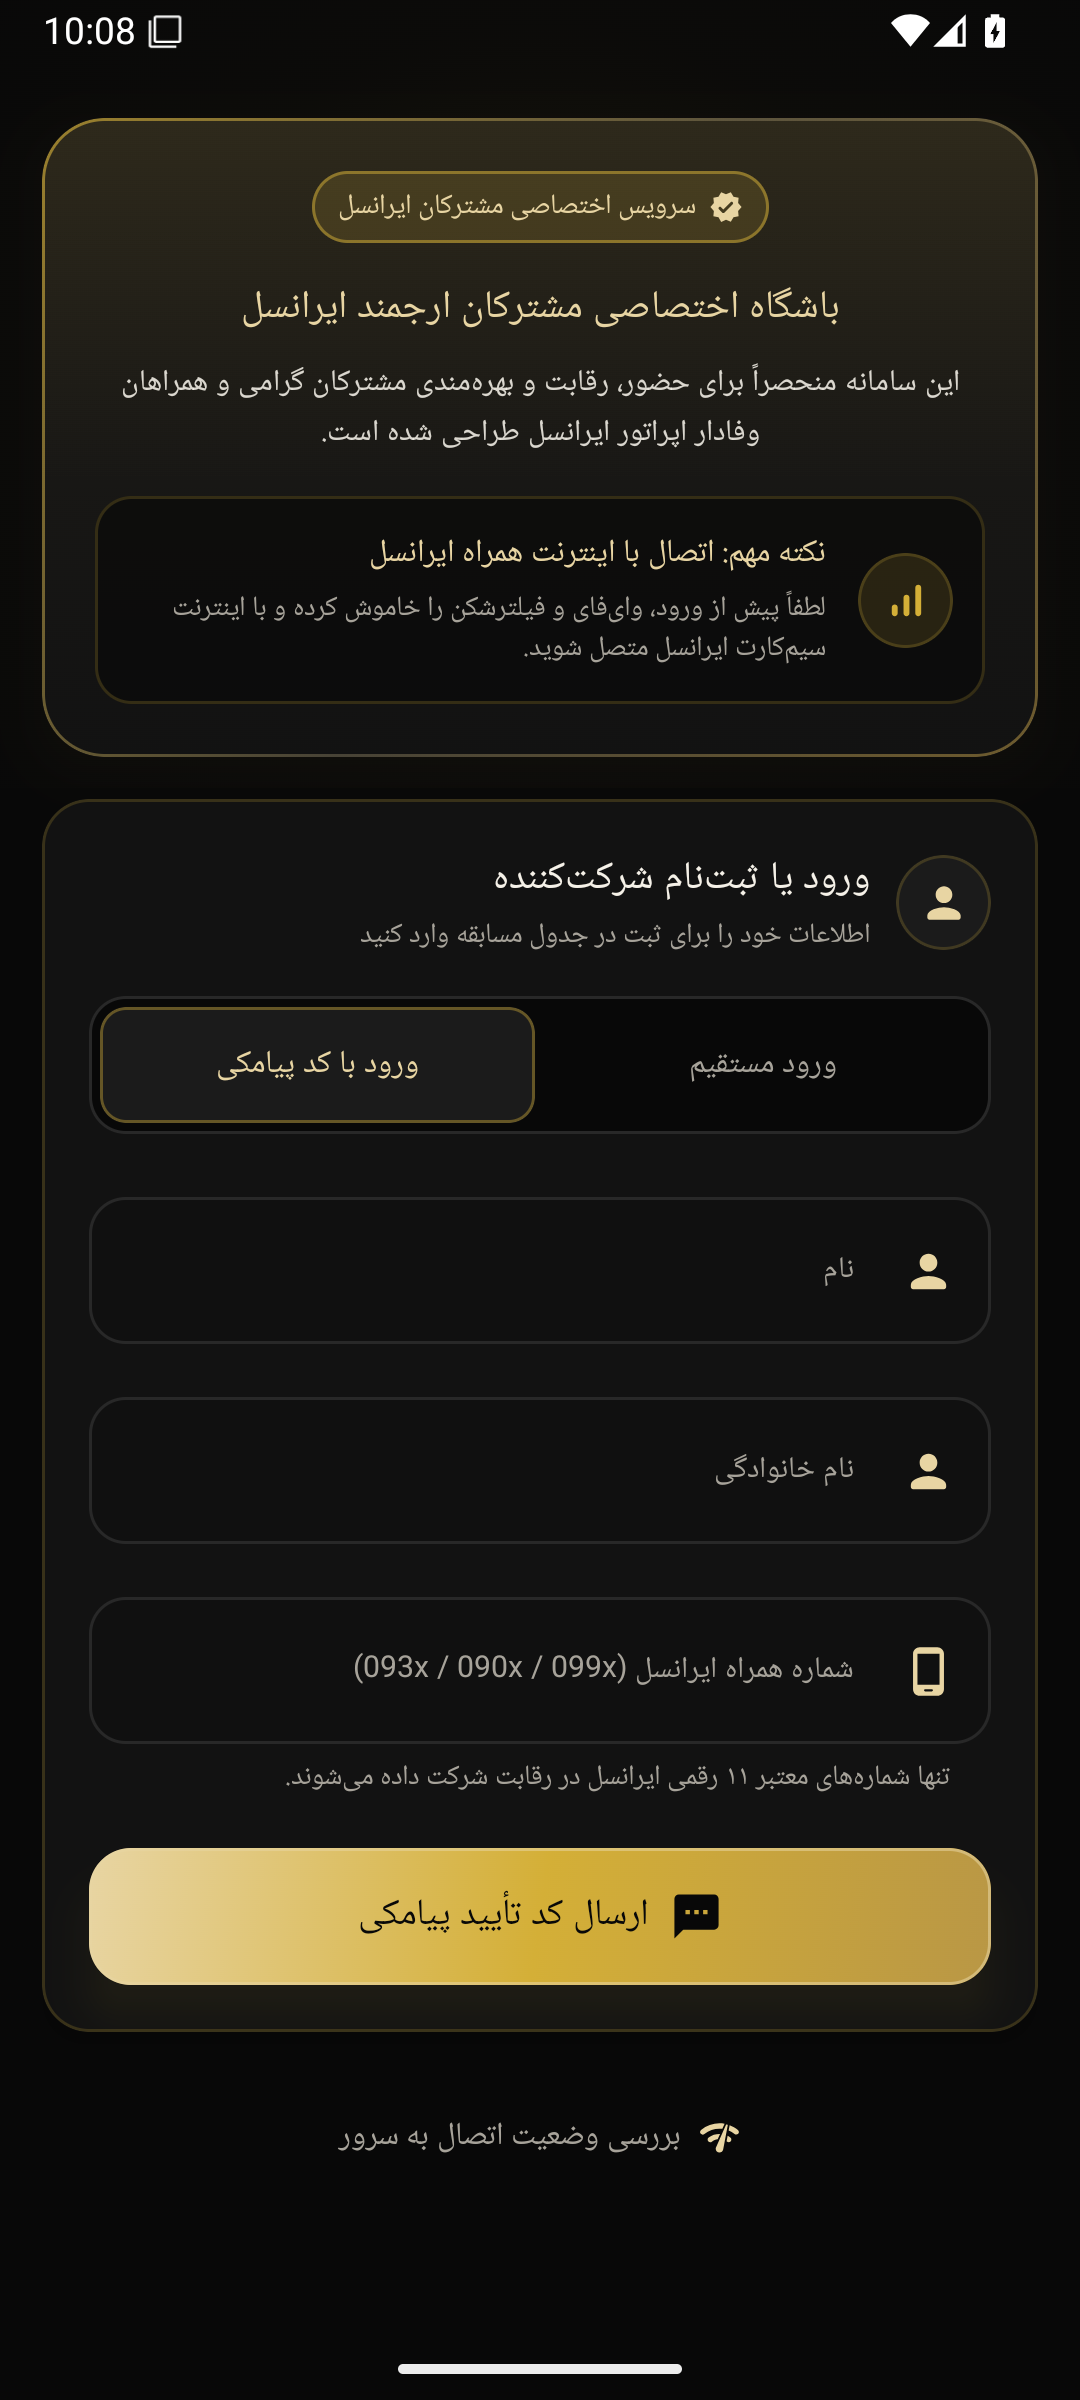 10:08
سرویس اختصاصی مشترکان ایرانسل
باشگاه اختصاصی مشترکان ارجمند ایرانسل
این سامانه منحصراً برای حضور، رقابت و بهره‌مندی مشترکان گرامی و همراهان
وفادار اپراتور ایرانسل طراحی شده است.
نکته مهم: اتصال با اینترنت همراه ایرانسل
لطفاً پیش از ورود، وای‌فای و فیلترشکن را خاموش کرده و با اینترنت
سیم‌کارت ایرانسل متصل شوید.
ورود یا ثبت‌نام شرکت‌کننده
اطلاعات خود را برای ثبت در جدول مسابقه وارد کنید
ورود مستقیم
ورود با کد پیامکی
نام
نام خانوادگی
شماره همراه ایرانسل (093x / 090x / 099x)
تنها شماره‌های معتبر ۱۱ رقمی ایرانسل در رقابت شرکت داده می‌شوند.
ارسال کد تأیید پیامکی
بررسی وضعیت اتصال به سرور